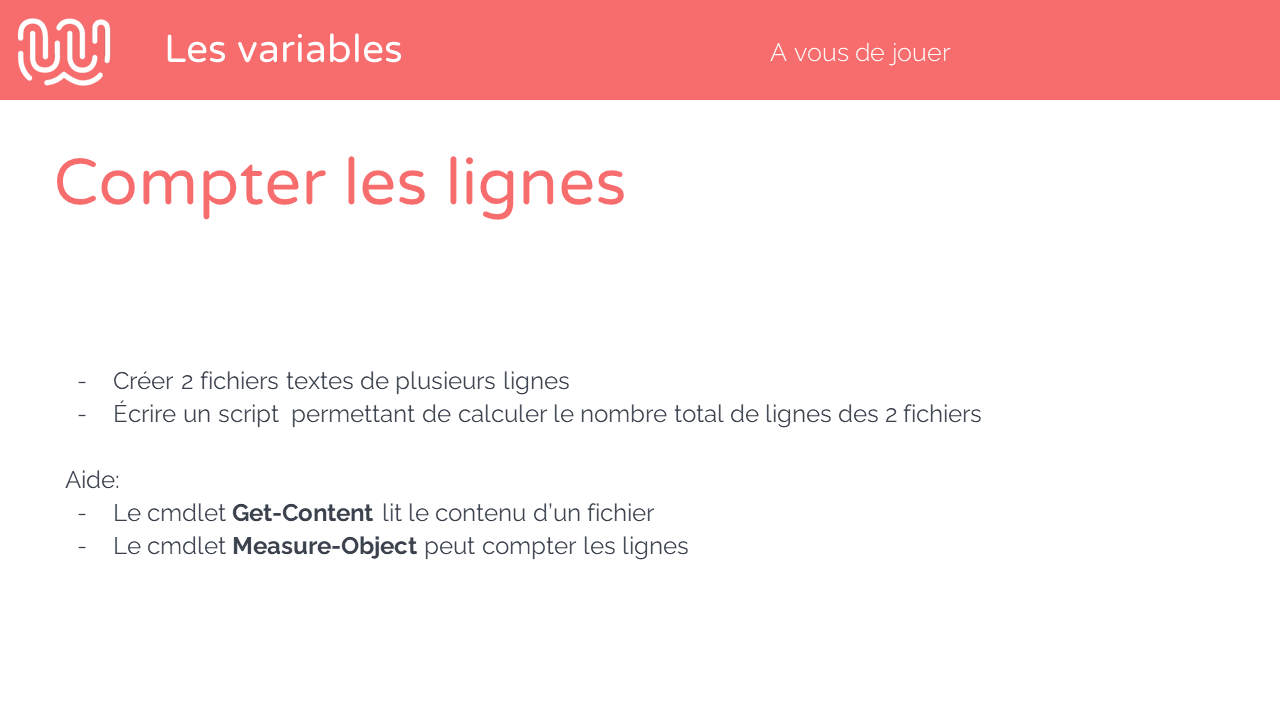 Les variables
A vous de jouer
Compter les lignes
- Créer 2 fichiers textes de plusieurs lignes
- Écrire un script permettant de calculer le nombre total de lignes des 2 fichiers
Aide:
- Le cmdlet Get-Content lit le contenu d’un fichier
- Le cmdlet Measure-Object peut compter les lignes